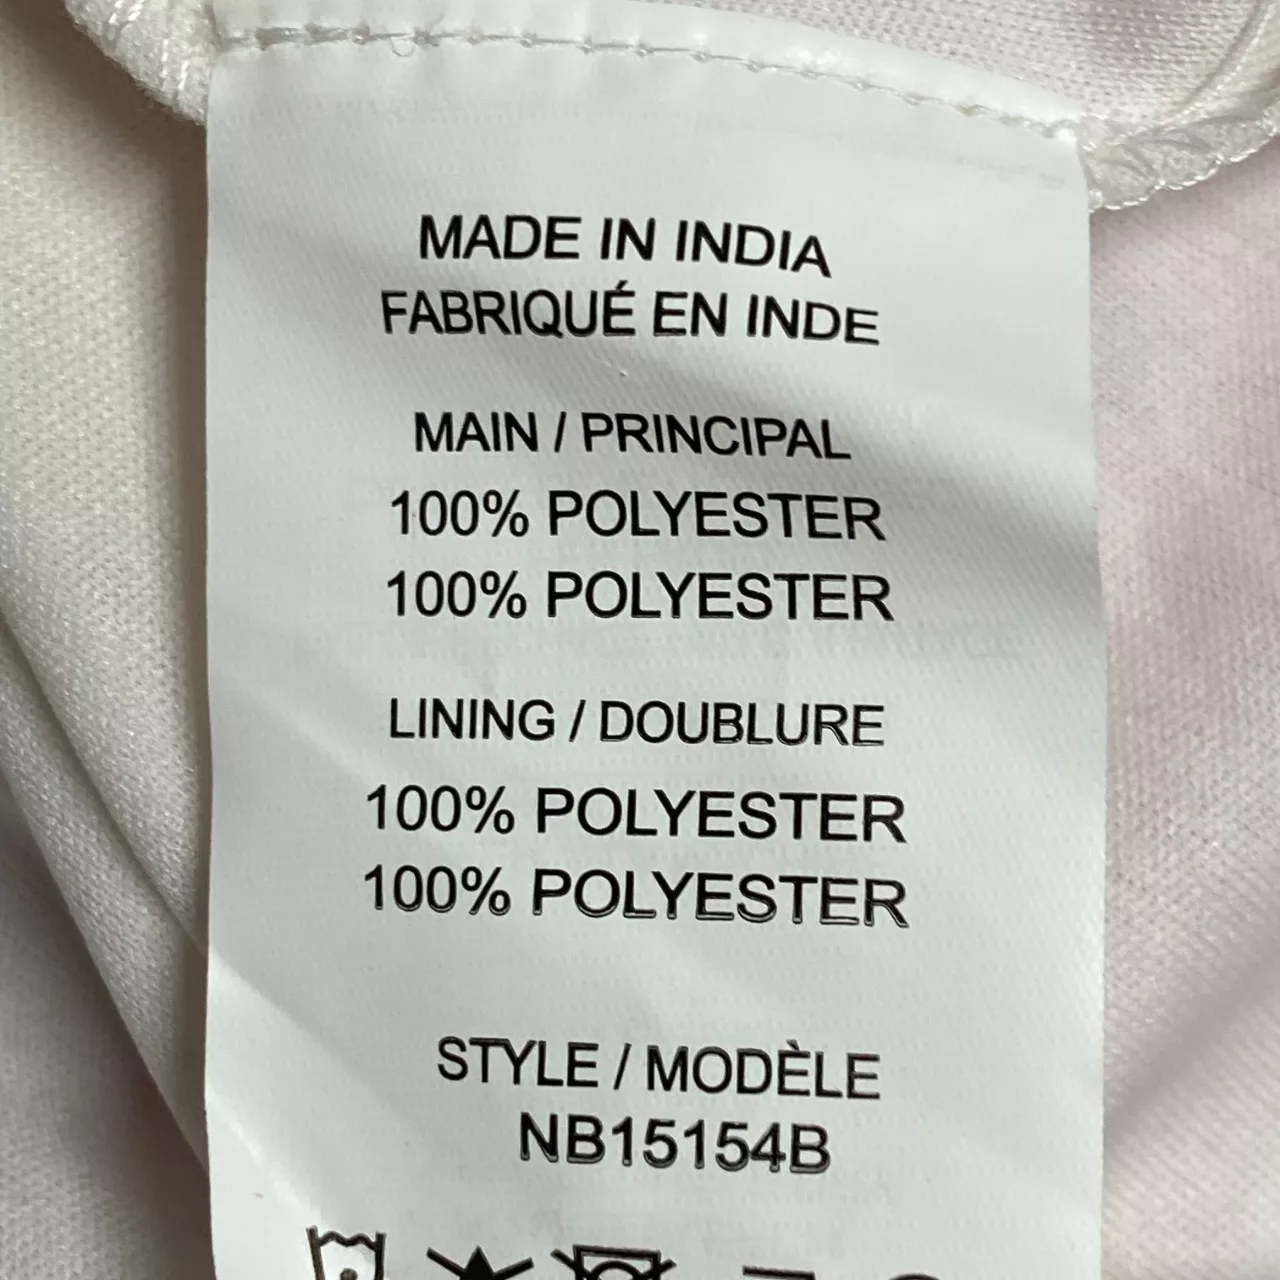 MADE IN INDIA
FABRIQUÉ EN INDE
MAIN / PRINCIPAL
100% POLYESTER
100% POLYESTER
LINING / DOUBLURE
100% POLYESTER
100% POLYESTER
STYLE / MODÈLE
NB15154B